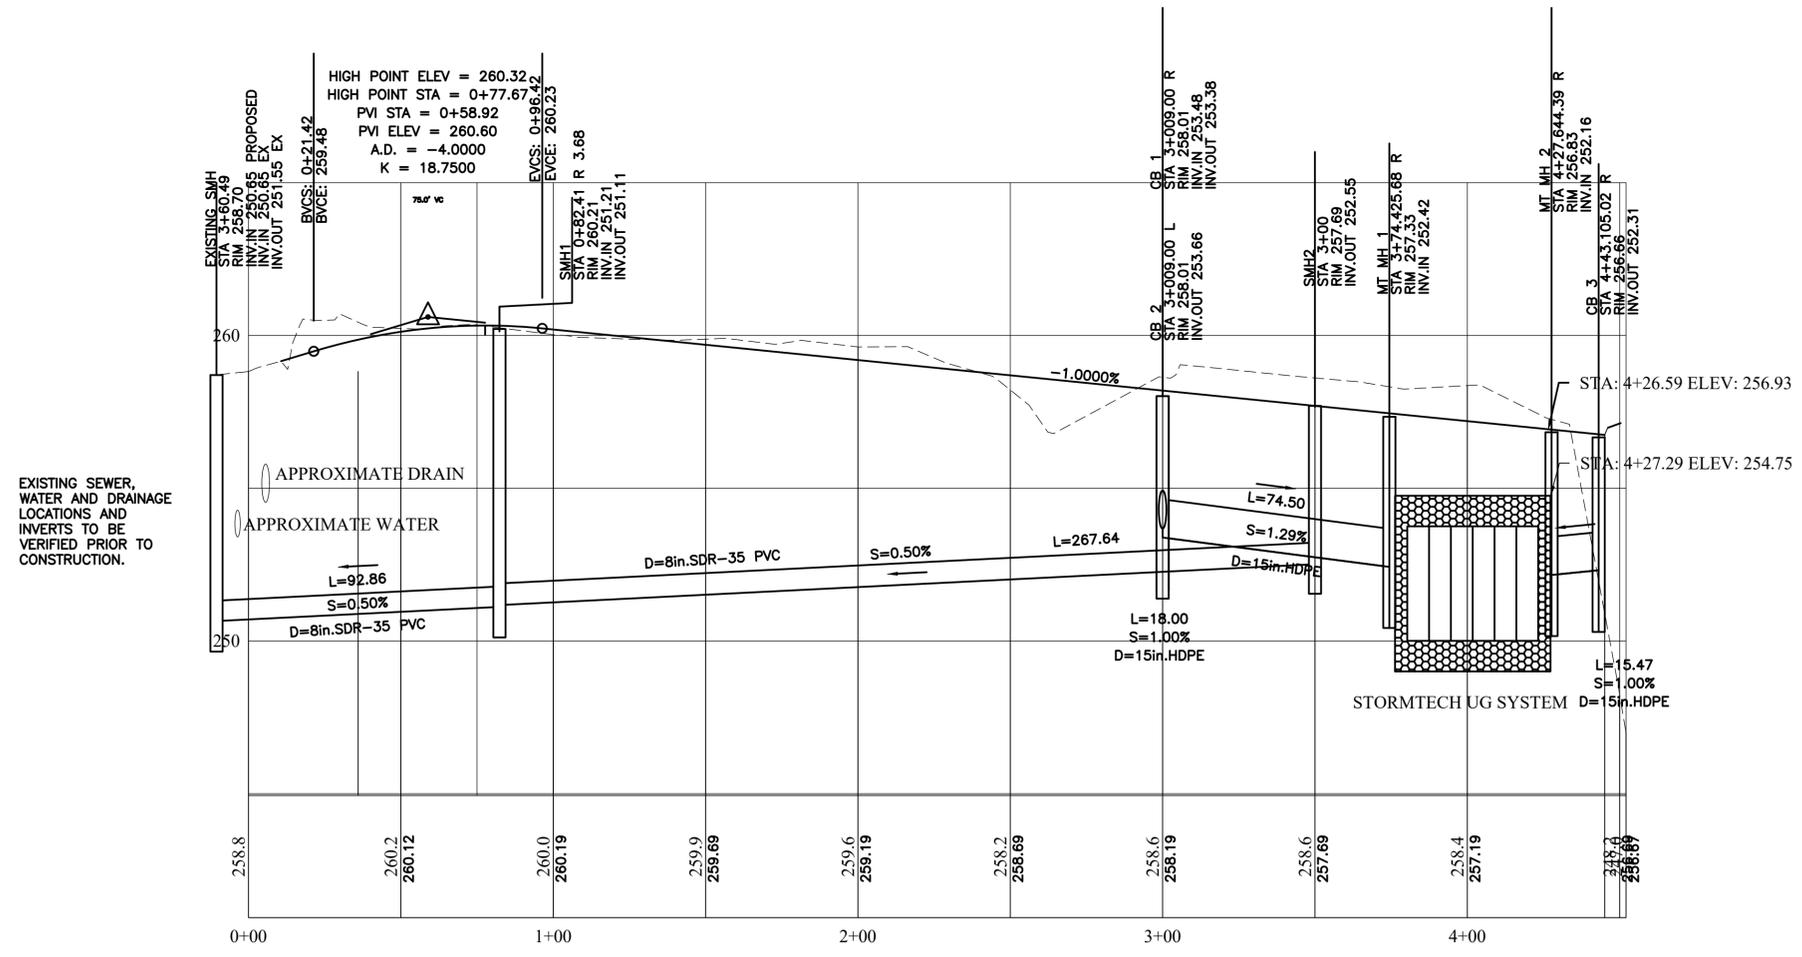 HIGH POINT ELEV = 260.32
HIGH POINT STA = 0+77.67
PVI STA = 0+58.92
PVI ELEV = 260.60
A.D. = -4.0000
K = 18.7500
75.0' VC
EXISTING SMH
STA 3+60.49
RIM 258.70
INV.IN 250.65 PROPOSED
INV.IN 250.65 EX
INV.OUT 251.55 EX
BVCS: 0+21.42
BVCE: 259.48
EVCS: 0+96.42
EVCE: 260.23
SMH1
STA 0+82.41 R 3.68
RIM 260.21
INV.IN 251.21
INV.OUT 251.11
CB 1
STA 3+009.00 R
RIM 258.01
INV.IN 253.48
INV.OUT 253.38
CB 2
STA 3+009.00 L
RIM 258.01
INV.OUT 253.66
SMH2
STA 3+00
RIM 257.69
INV.OUT 252.55
MT MH 1
STA 3+74.425.68 R
RIM 257.33
INV.IN 252.42
MT MH 2
STA 4+27.644.39 R
RIM 256.83
INV.IN 252.16
CB 3
STA 4+43.105.02 R
RIM 256.66
INV.OUT 252.31
260
-1.0000%
STA: 4+26.59 ELEV: 256.93
STA: 4+27.29 ELEV: 254.75
EXISTING SEWER,
WATER AND DRAINAGE
LOCATIONS AND
INVERTS TO BE
VERIFIED PRIOR TO
CONSTRUCTION.
APPROXIMATE DRAIN
APPROXIMATE WATER
L=74.50
S=1.29%
D=15in.HDPE
L=267.64
S=0.50%
D=8in.SDR-35 PVC
L=92.86
S=0.50%
D=8in.SDR-35 PVC
250
L=18.00
S=1.00%
D=15in.HDPE
L=15.47
S=1.00%
D=15in.HDPE
STORMTECH UG SYSTEM
258.8
260.2
260.12
260.0
260.19
259.9
259.69
259.6
259.19
258.2
258.69
258.6
258.19
258.6
257.69
258.4
257.19
248.2
0+00
1+00
2+00
3+00
4+00